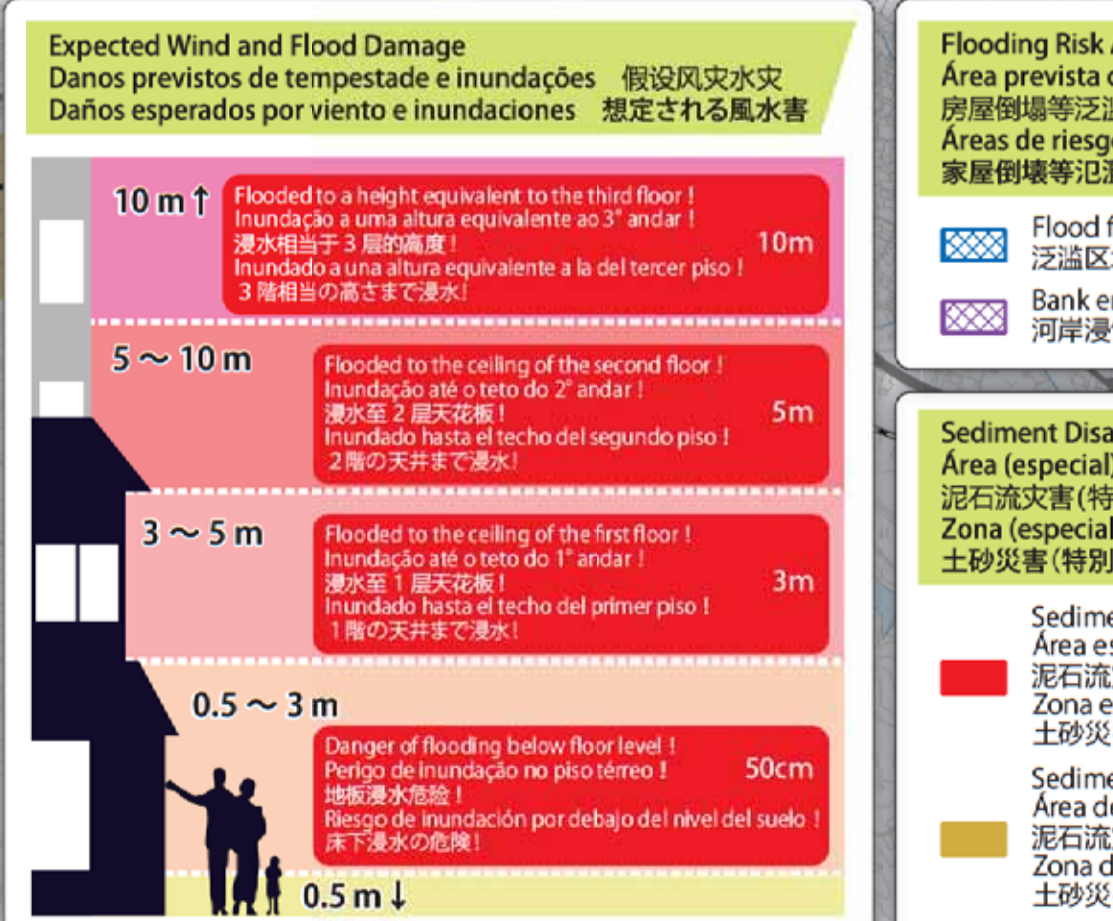 Expected Wind and Flood Damage
Danos previstos de tempestade e inundações 假设风灾水灾
Daños esperados por viento e inundaciones 想定される風水害
10 m↑
Flooded to a height equivalent to the third floor !
Inundação a uma altura equivalente ao 3° andar !
浸水相当于 3 层的高度！
Inundado a una altura equivalente a la del tercer piso !
3 階相当の高さまで浸水!
10m
5 ～ 10 m
Flooded to the ceiling of the second floor !
Inundação até o teto do 2° andar !
浸水至 2 层天花板！
Inundado hasta el techo del segundo piso !
2階の天井まで浸水!
5m
3 ～ 5 m
Flooded to the ceiling of the first floor !
Inundação até o teto do 1° andar !
浸水至 1 层天花板！
Inundado hasta el techo del primer piso !
1階の天井まで浸水!
3m
0.5 ～ 3 m
Danger of flooding below floor level !
Perigo de inundação no piso térreo !
地板浸水危险！
Riesgo de inundación por debajo del nivel del suelo !
床下浸水の危険!
50cm
0.5 m↓
Flooding Risk
Área prevista
房屋倒塌等泛
Áreas de
家屋倒壊等氾
Flood
泛滥区
Bank
河岸浸
Sediment
Área (especial)
泥石流灾害(特
Zona
土砂災害(特別
Área
泥石流
Zona
土砂災
Área
泥石流
Zona
土砂災